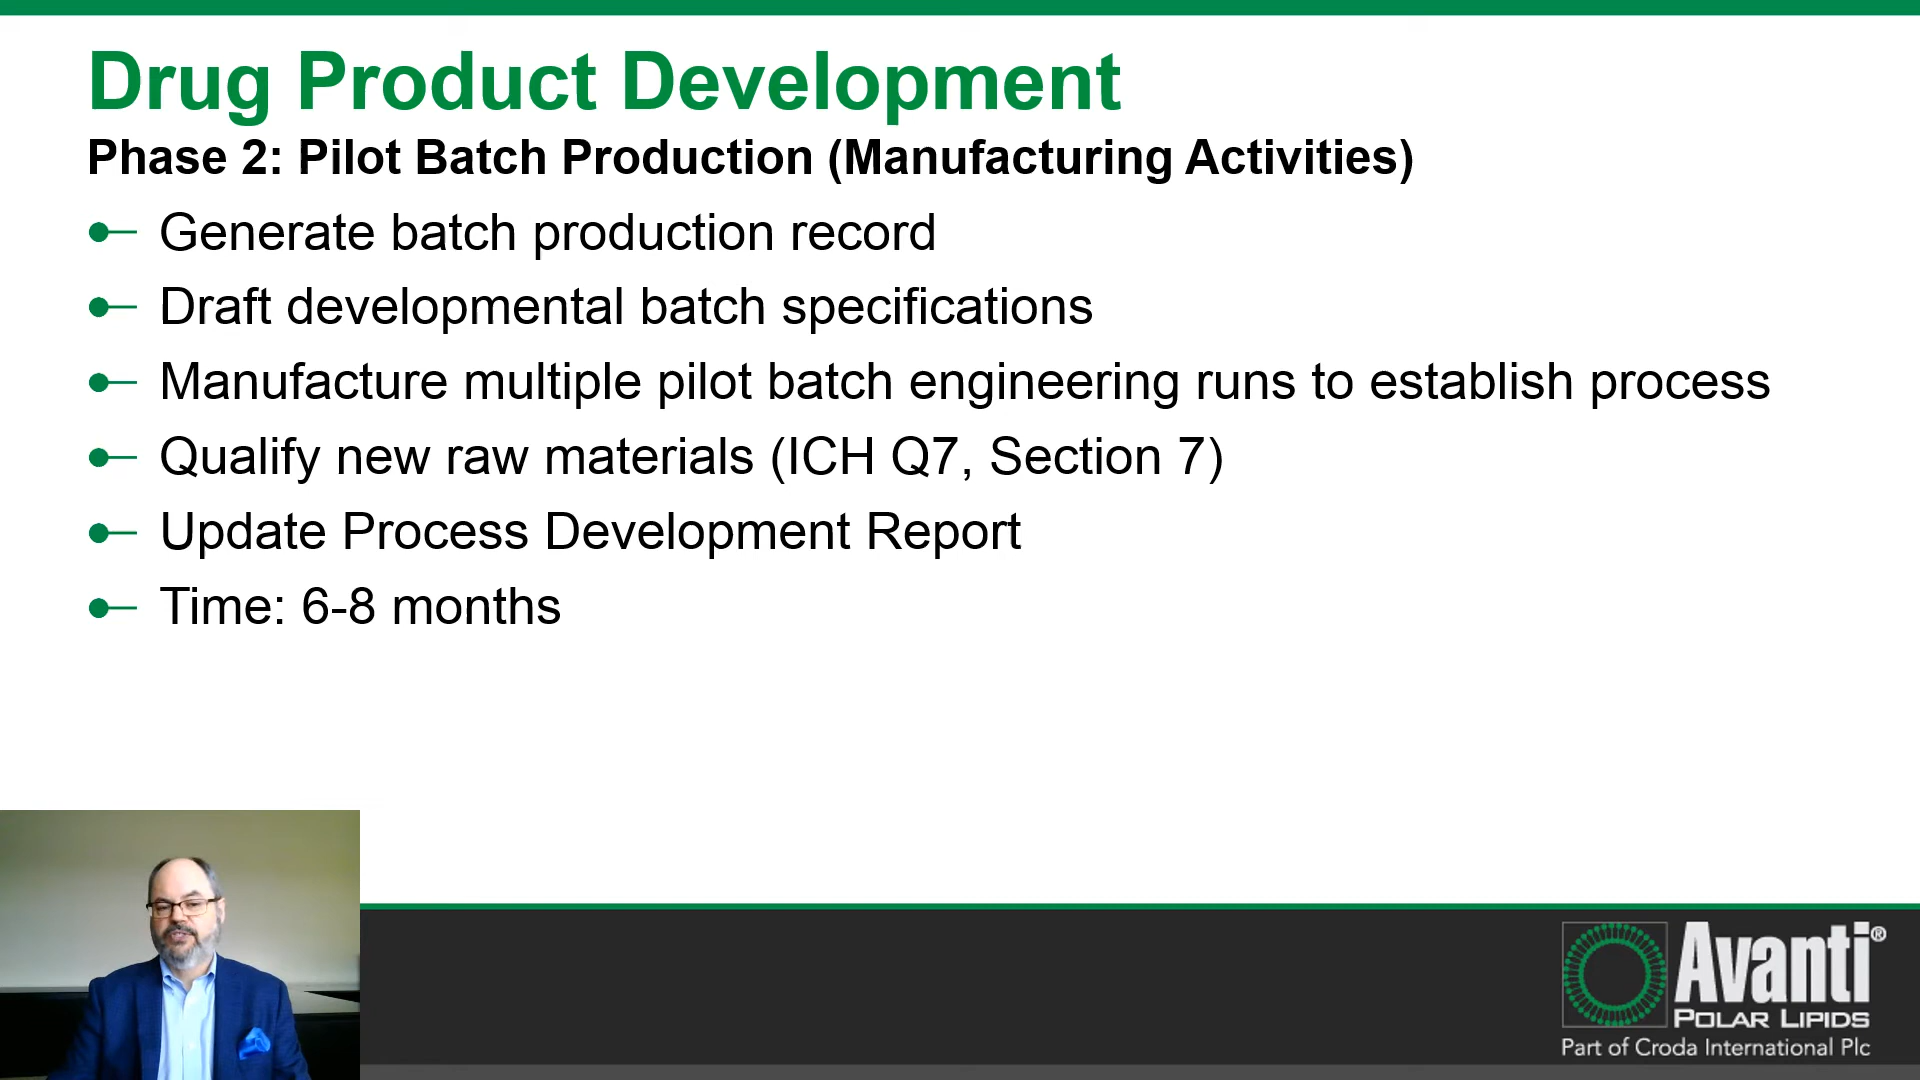 Drug Product Development
Phase 2: Pilot Batch Production (Manufacturing Activities)
Generate batch production record
Draft developmental batch specifications
Manufacture multiple pilot batch engineering runs to establish process
Qualify new raw materials (ICH Q7, Section 7)
Update Process Development Report
Time: 6-8 months
Avanti®
POLAR LIPIDS
Part of Croda International Plc